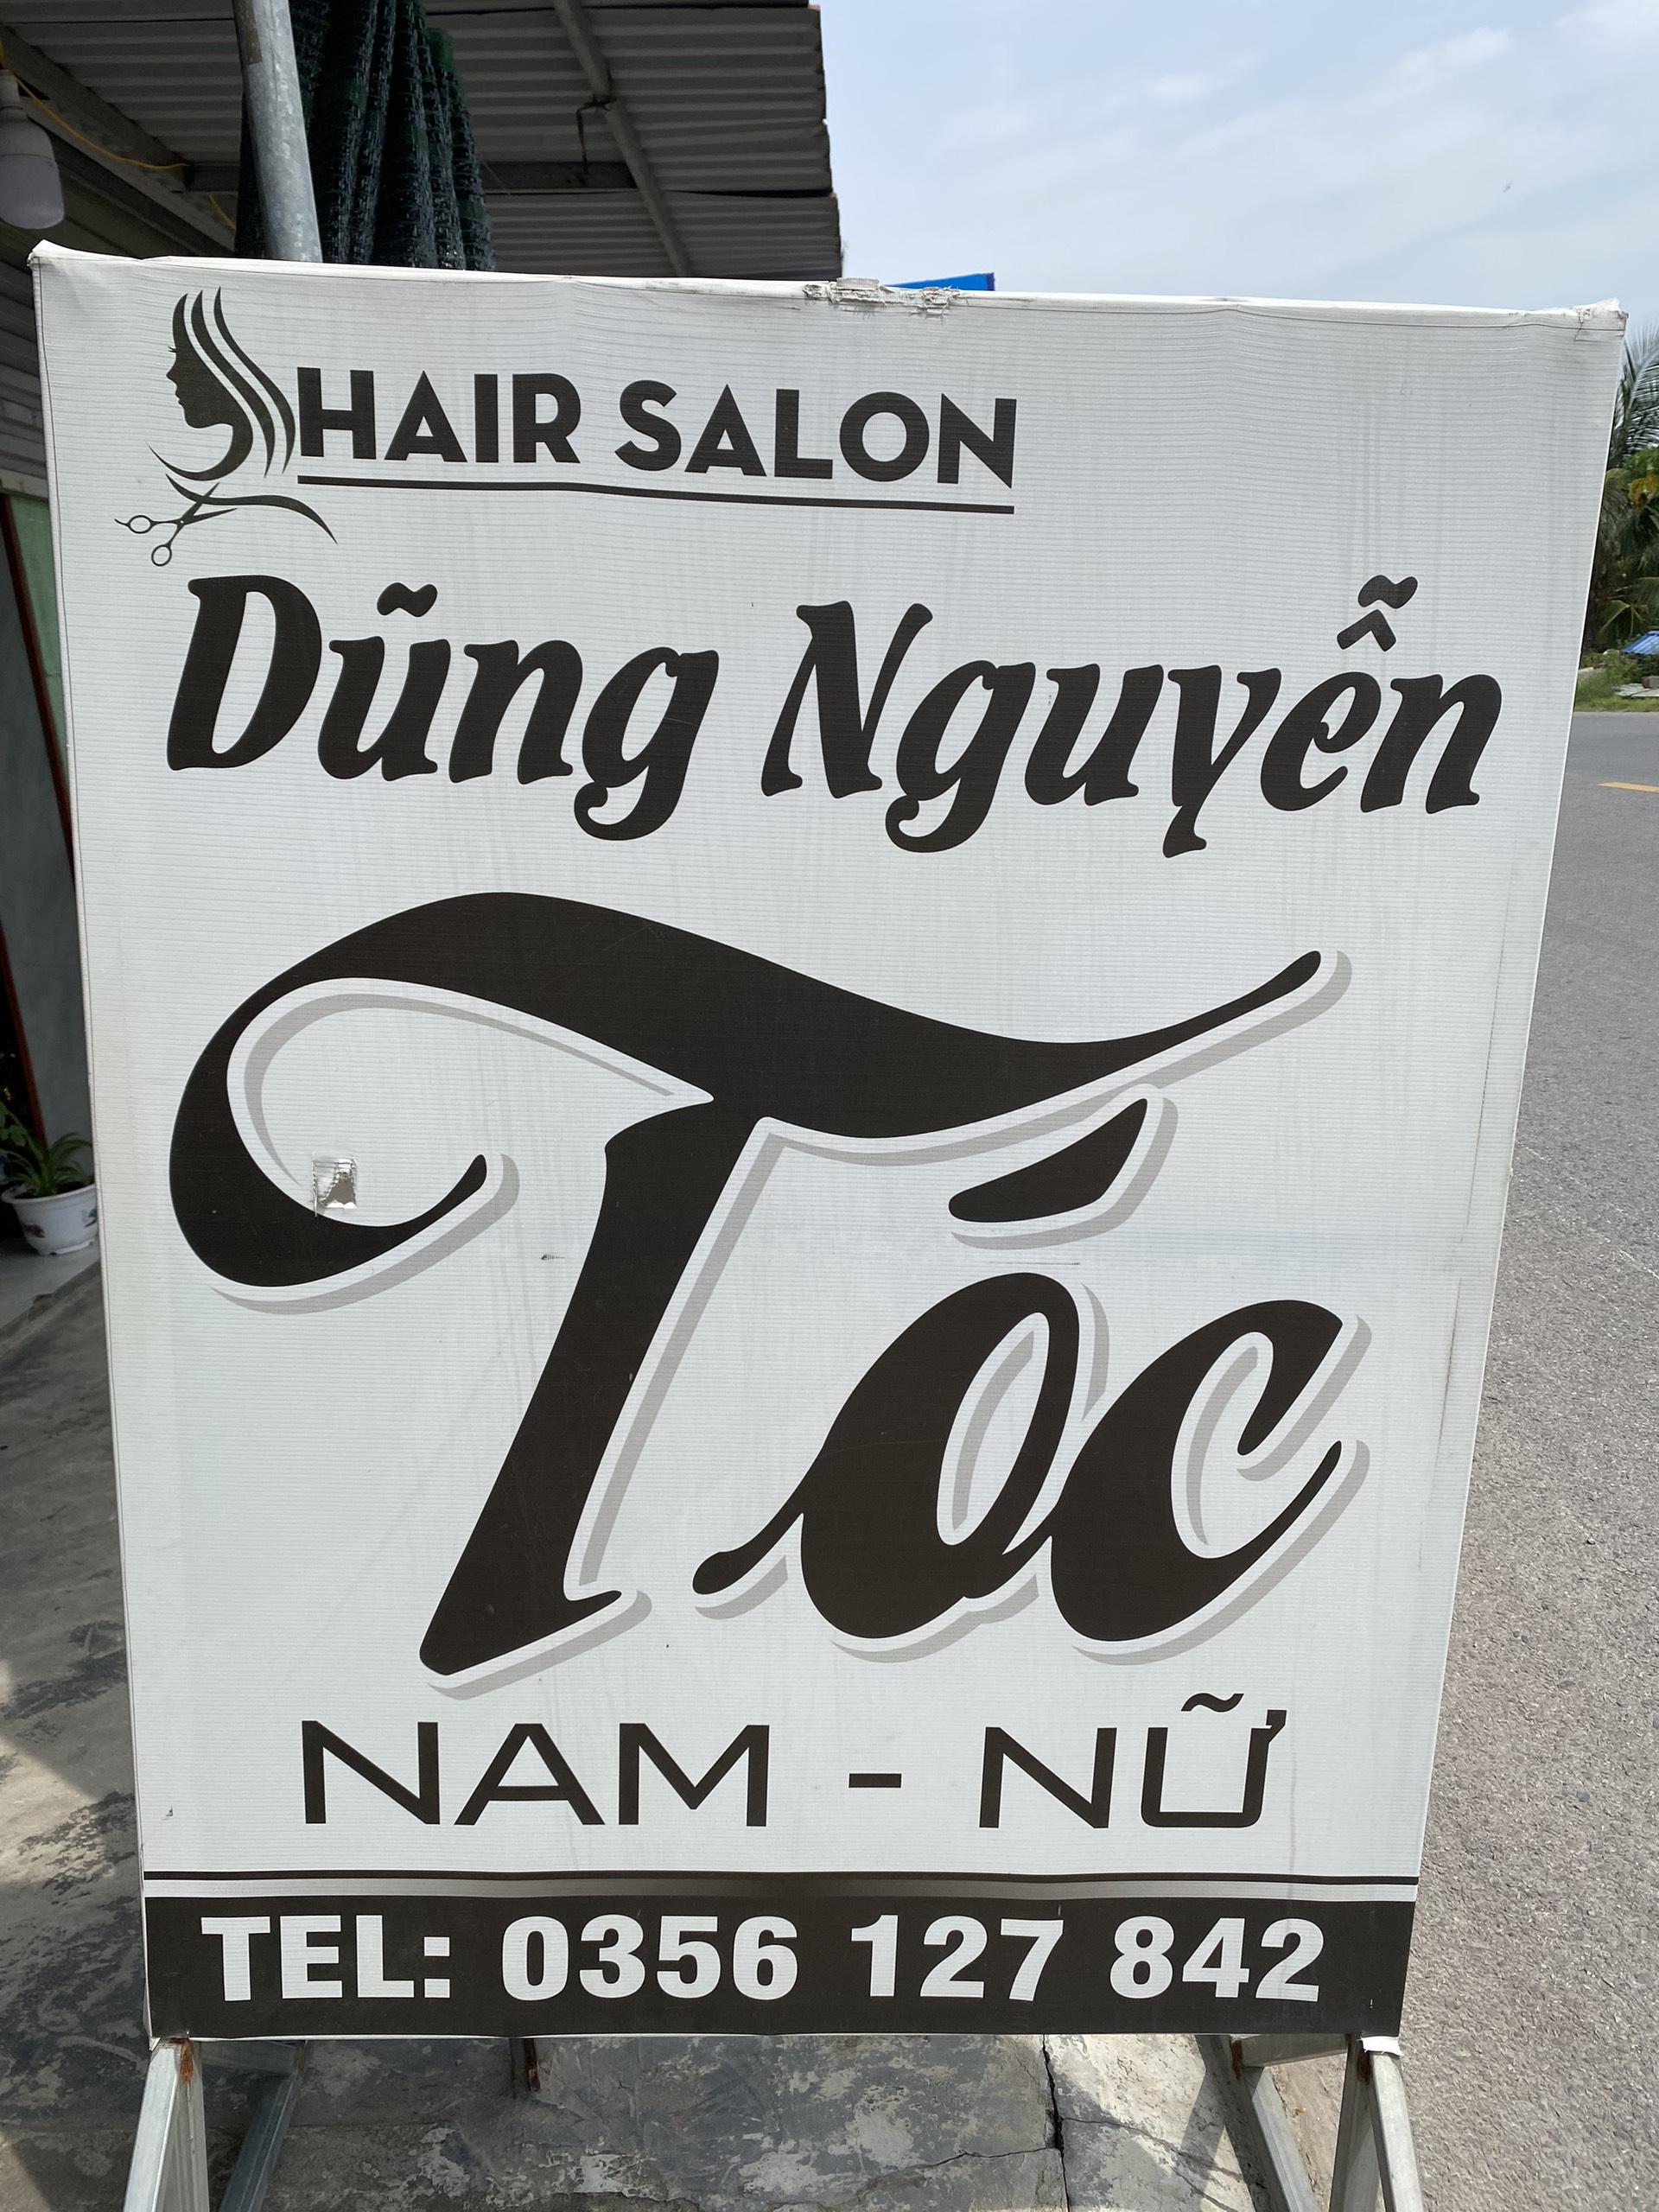 HAIR SALON
Dũng Nguyễn
Tóc
NAM - NỮ
TEL: 0356 127 842